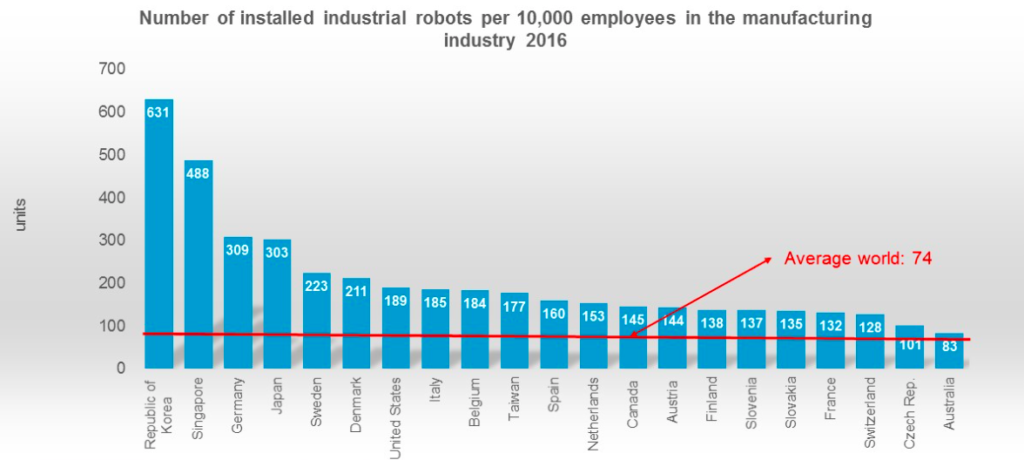 Number of installed industrial robots per 10,000 employees in the manufacturing
industry 2016
units
700
600
500
400
300
200
100
0
631
488
309
303
223
211
189
185
184
177
160
153
145
144
138
137
135
132
128
101
83
Average world: 74
Republic of
Korea
Singapore
Germany
Japan
Sweden
Denmark
United States
Italy
Belgium
Taiwan
Spain
Netherlands
Canada
Austria
Finland
Slovenia
Slovakia
France
Switzerland
Czech Rep.
Australia